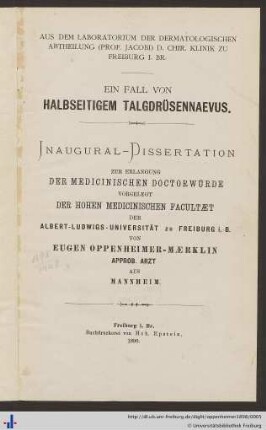 AUS DEM LABORATORIUM DER DERMATOLOGISCHEN
ABTHEILUNG (PROF. JACOBI) D. CHIR. KLINIK ZU
FREIBURG I. BR.
EIN FALL VON
HALBSEITIGEM TALGDRÜSENNAEVUS.
INAUGURAL-DISSERTATION
ZUR ERLANGUNG
DER MEDICINISCHEN DOCTORWÜRDE
VORGELEGT
DER HOHEN MEDICINISCHEN FACULTÆT
DER
ALBERT-LUDWIGS-UNIVERSITÄT ZU FREIBURG i. B.
VON
EUGEN OPPENHEIMER-MÆRKLIN
APPROB. ARZT
AUS
MANNHEIM.
Freiburg i. Br.
Buchdruckerei von Hch. Epstein.
© Universitätsbibliothek Freiburg